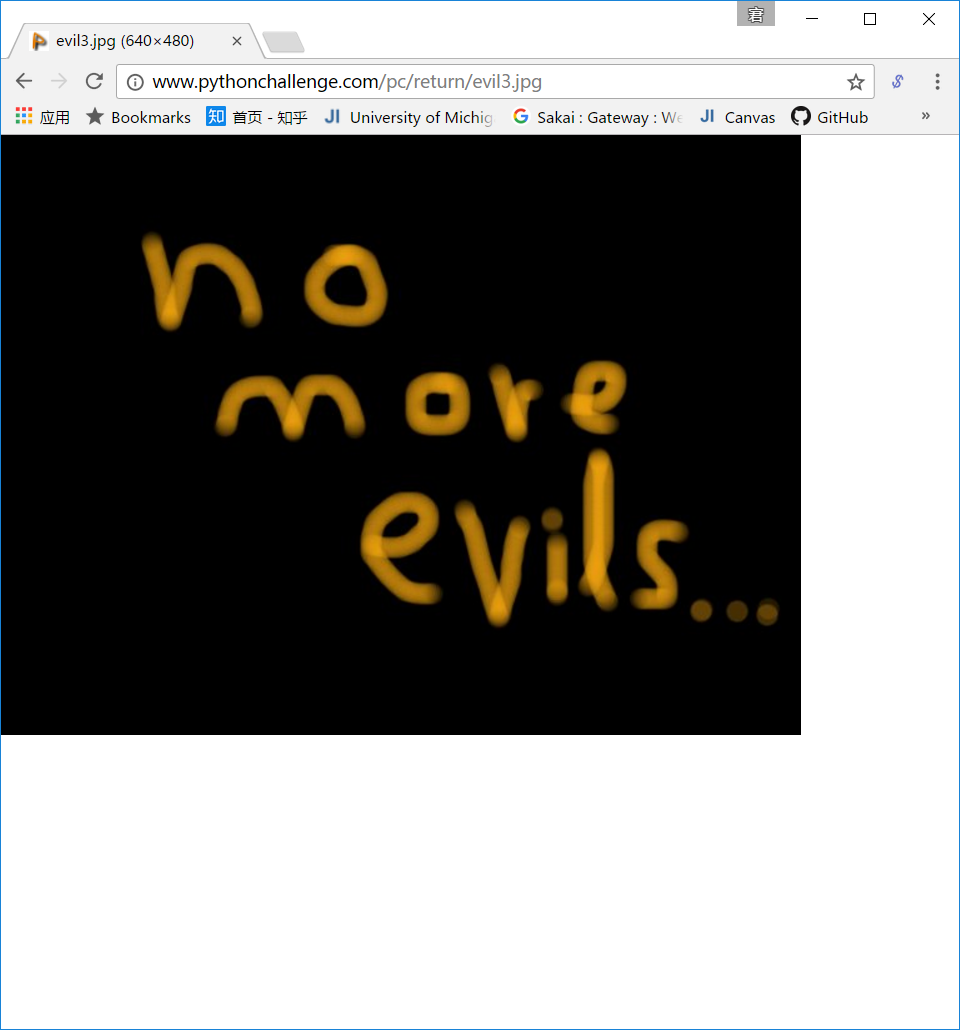 evil3.jpg (640×480)
www.pythonchallenge.com/pc/return/evil3.jpg
应用 Bookmarks 知 首页 - 知乎 JI University of Michig G Sakai : Gateway : We JI Canvas GitHub »
no
more
evils...